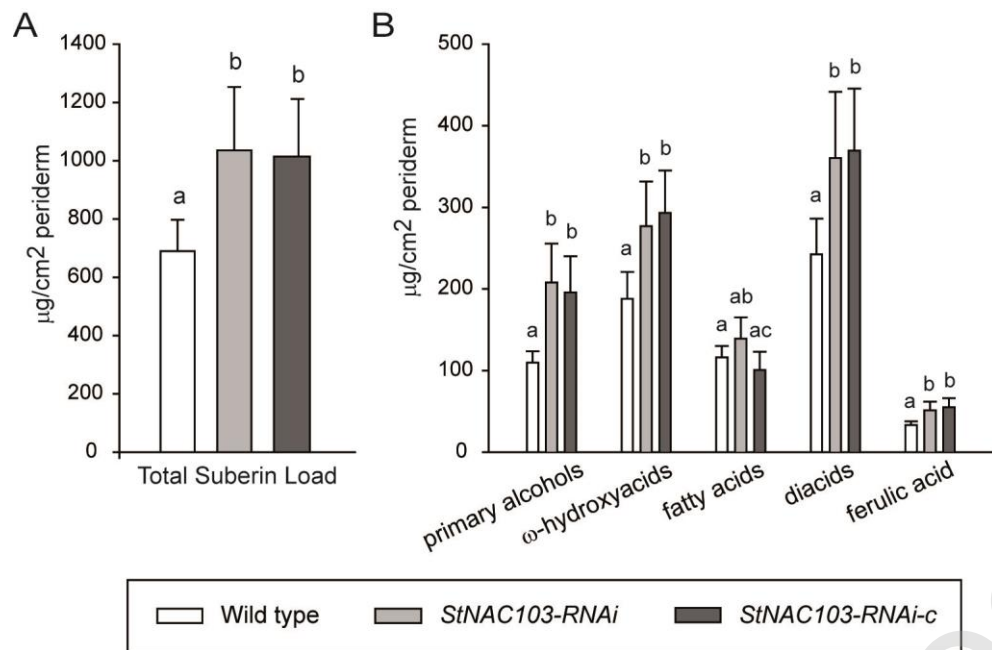 A
1400
1200
1000
800
600
400
200
0
μg/cm2 periderm
a
b
b
Total Suberin Load
B
500
400
300
200
100
0
μg/cm2 periderm
a
b
b
a
b
b
a
ab
ac
a
b
b
a
b
b
primary alcohols
ω-hydroxyacids
fatty acids
diacids
ferulic acid
Wild type
StNAC103-RNAi
StNAC103-RNAi-c